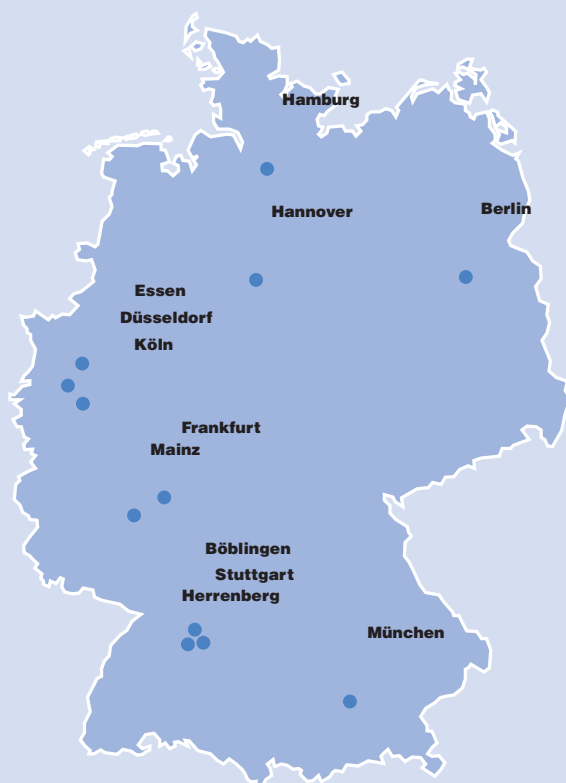 Hamburg
Berlin
Hannover
Essen
Düsseldorf
Köln
Frankfurt
Mainz
Böblingen
Stuttgart
Herrenberg
München